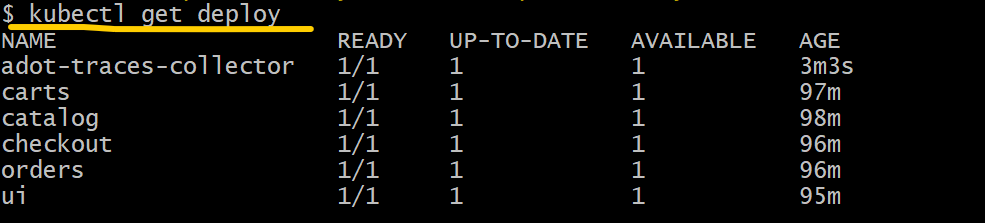 $ kubectl get deploy
NAME READY UP-TO-DATE AVAILABLE AGE
adot-traces-collector 1/1 1 1 3m3s
carts 1/1 1 1 97m
catalog 1/1 1 1 98m
checkout 1/1 1 1 96m
orders 1/1 1 1 96m
ui 1/1 1 1 95m